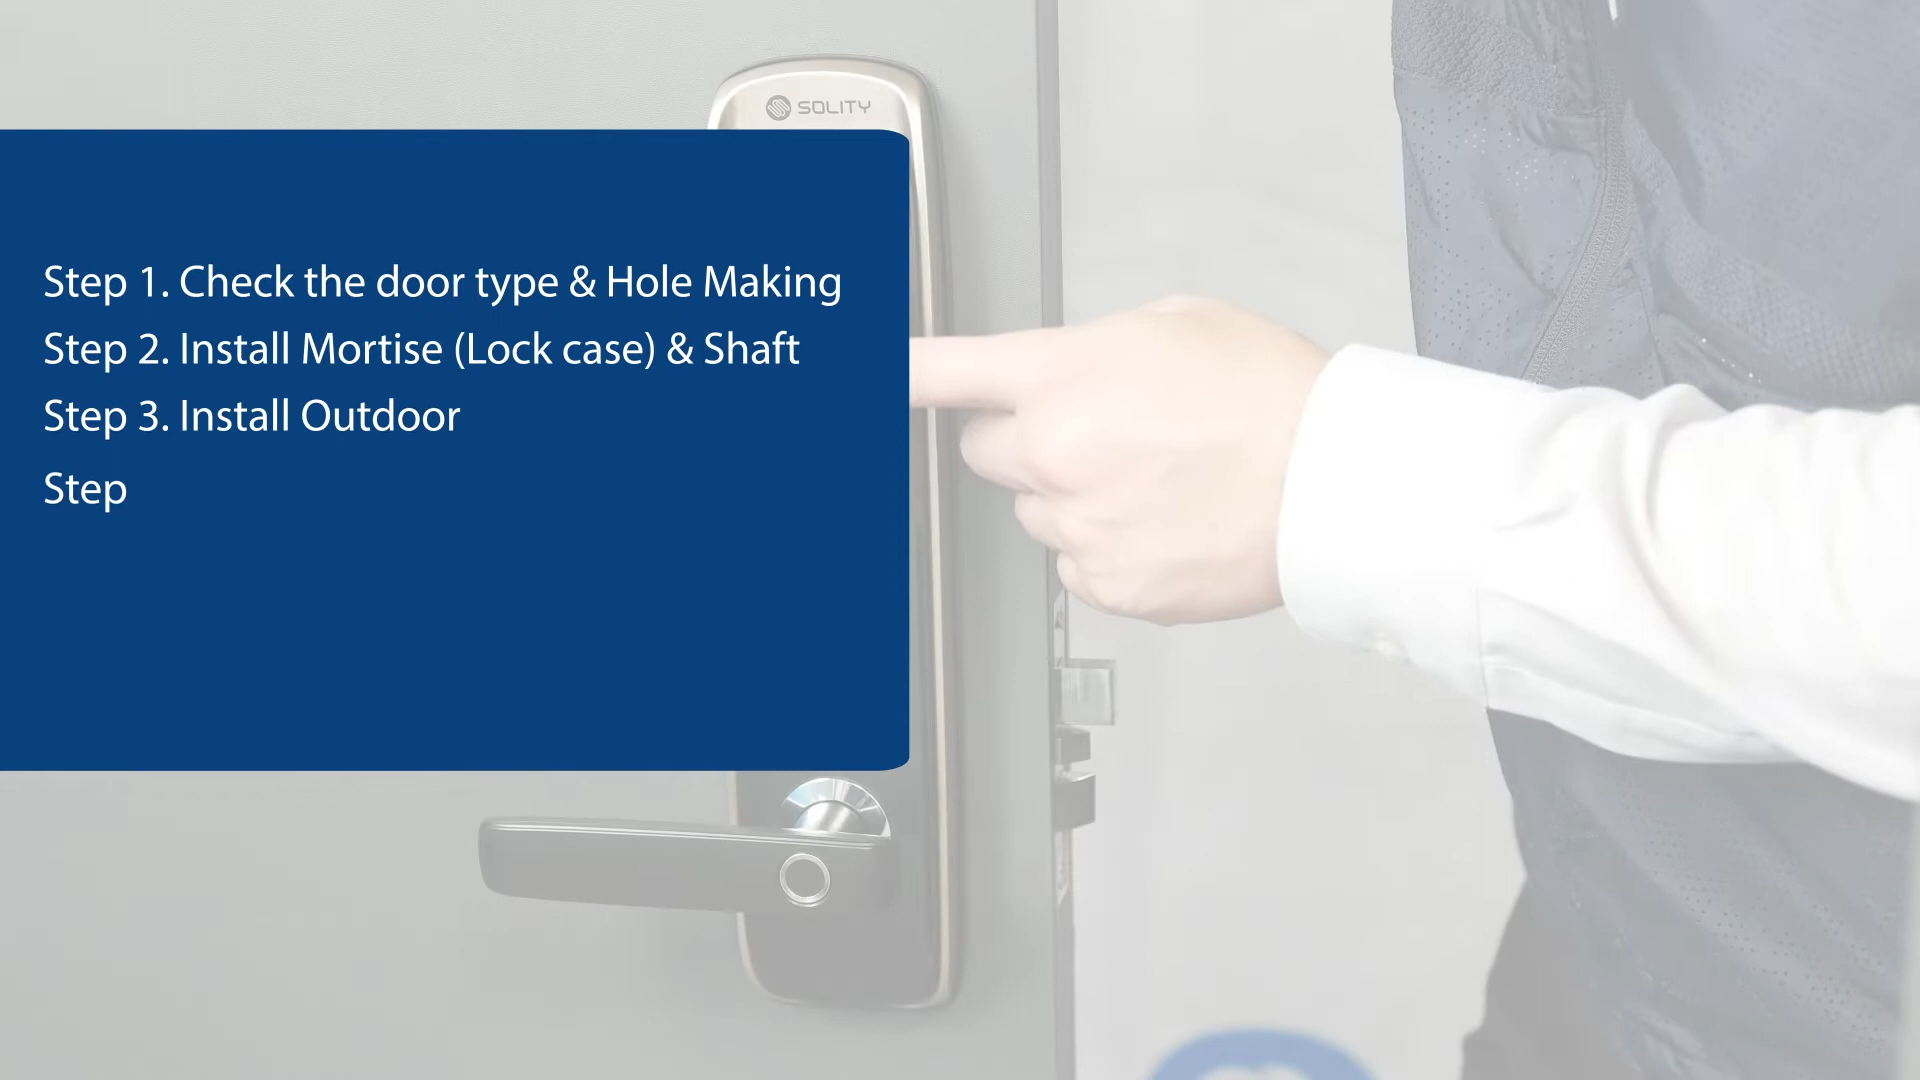 SOLITY
Step 1. Check the door type & Hole Making
Step 2. Install Mortise (Lock case) & Shaft
Step 3. Install Outdoor
Step